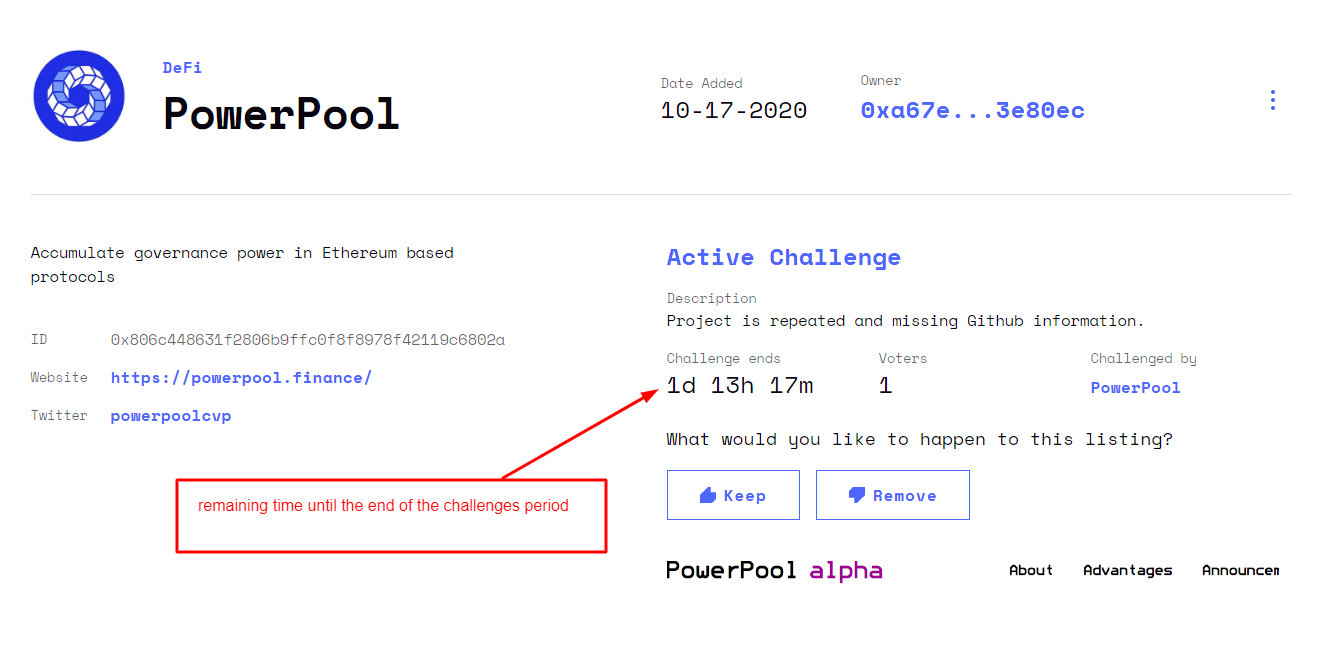 DeFi
PowerPool
Date Added
10-17-2020
Owner
0xa67e...3e80ec
Accumulate governance power in Ethereum based
protocols
ID 0x806c448631f2806b9ffc0f8f8978f42119c6802a
Website https://powerpool.finance/
Twitter powerpoolcvp
remaining time until the end of the challenges period
Active Challenge
Description
Project is repeated and missing Github information.
Challenge ends Voters Challenged by
1d 13h 17m 1 PowerPool
What would you like to happen to this listing?
Keep Remove
PowerPool alpha About Advantages Announcem